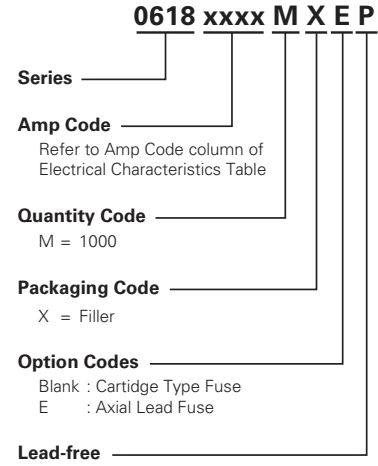 0618 xxxx M X E P
Series
Amp Code
Refer to Amp Code column of
Electrical Characteristics Table
Quantity Code
M = 1000
Packaging Code
X = Filler
Option Codes
Blank : Cartidge Type Fuse
E : Axial Lead Fuse
Lead-free